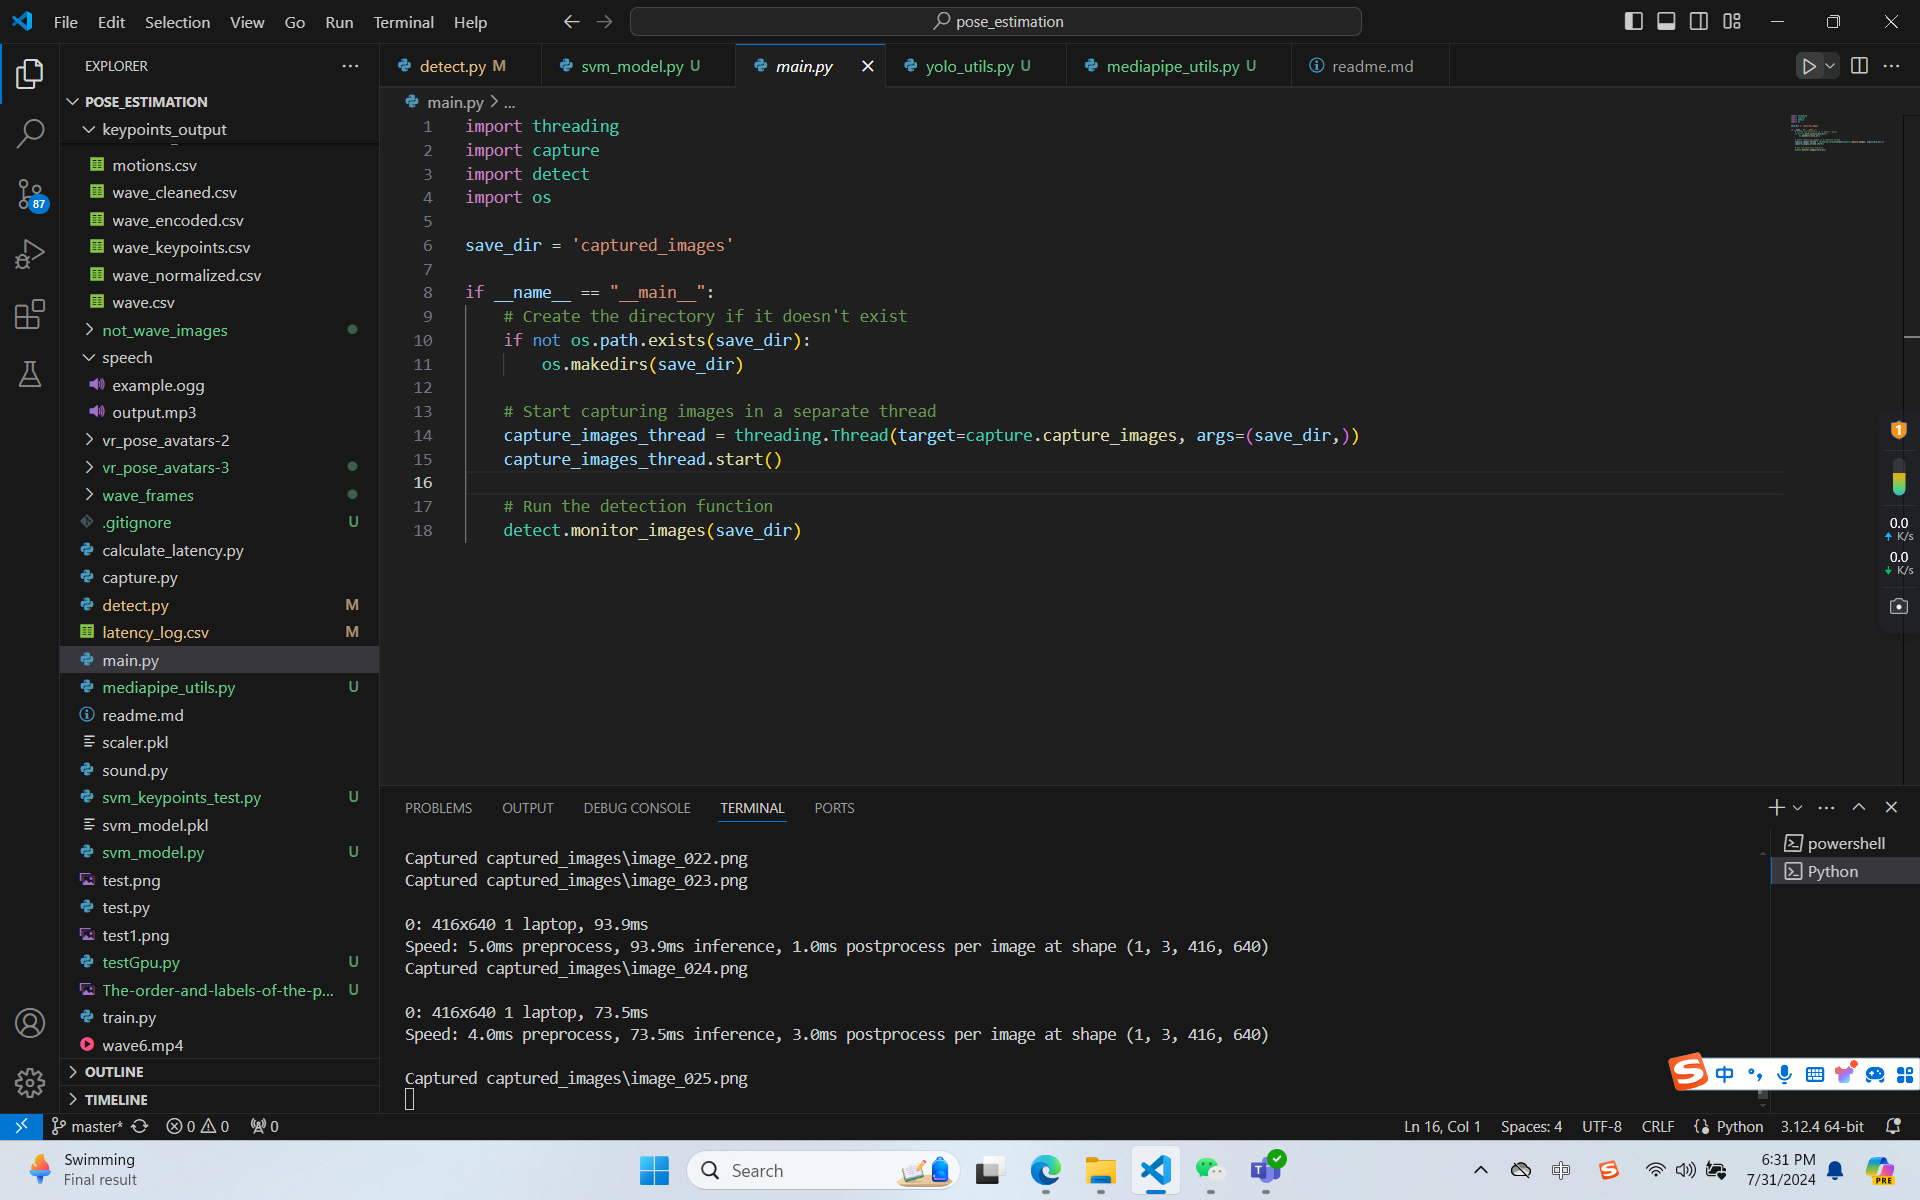 File Edit Selection View Go Run Terminal Help
pose_estimation
EXPLORER
POSE_ESTIMATION
keypoints_output
motions.csv
wave_cleaned.csv
wave_encoded.csv
wave_keypoints.csv
wave_normalized.csv
wave.csv
not_wave_images
speech
example.ogg
output.mp3
vr_pose_avatars-2
vr_pose_avatars-3
wave_frames
.gitignore U
calculate_latency.py
capture.py
detect.py M
latency_log.csv M
main.py
mediapipe_utils.py U
readme.md
scaler.pkl
sound.py
svm_keypoints_test.py U
svm_model.pkl
svm_model.py U
test.png
test.py
test1.png
testGpu.py U
The-order-and-labels-of-the-p... U
train.py
wave6.mp4
OUTLINE
TIMELINE
87
detect.py M svm_model.py U main.py yolo_utils.py U mediapipe_utils.py U readme.md
main.py > ...
1 import threading
2 import capture
3 import detect
4 import os
5
6 save_dir = 'captured_images'
7
8 if __name__ == "__main__":
9 # Create the directory if it doesn't exist
10 if not os.path.exists(save_dir):
11 os.makedirs(save_dir)
12
13 # Start capturing images in a separate thread
14 capture_images_thread = threading.Thread(target=capture.capture_images, args=(save_dir,))
15 capture_images_thread.start()
16
17 # Run the detection function
18 detect.monitor_images(save_dir)
1
0.0
K/s
0.0
K/s
PROBLEMS OUTPUT DEBUG CONSOLE TERMINAL PORTS
powershell
Python
Captured captured_images\image_022.png
Captured captured_images\image_023.png
0: 416x640 1 laptop, 93.9ms
Speed: 5.0ms preprocess, 93.9ms inference, 1.0ms postprocess per image at shape (1, 3, 416, 640)
Captured captured_images\image_024.png
0: 416x640 1 laptop, 73.5ms
Speed: 4.0ms preprocess, 73.5ms inference, 3.0ms postprocess per image at shape (1, 3, 416, 640)
Captured captured_images\image_025.png
S 中
master* 0 0 0
Ln 16, Col 1 Spaces: 4 UTF-8 CRLF Python 3.12.4 64-bit
Swimming
Final result
Search
中
6:31 PM
7/31/2024
PRE